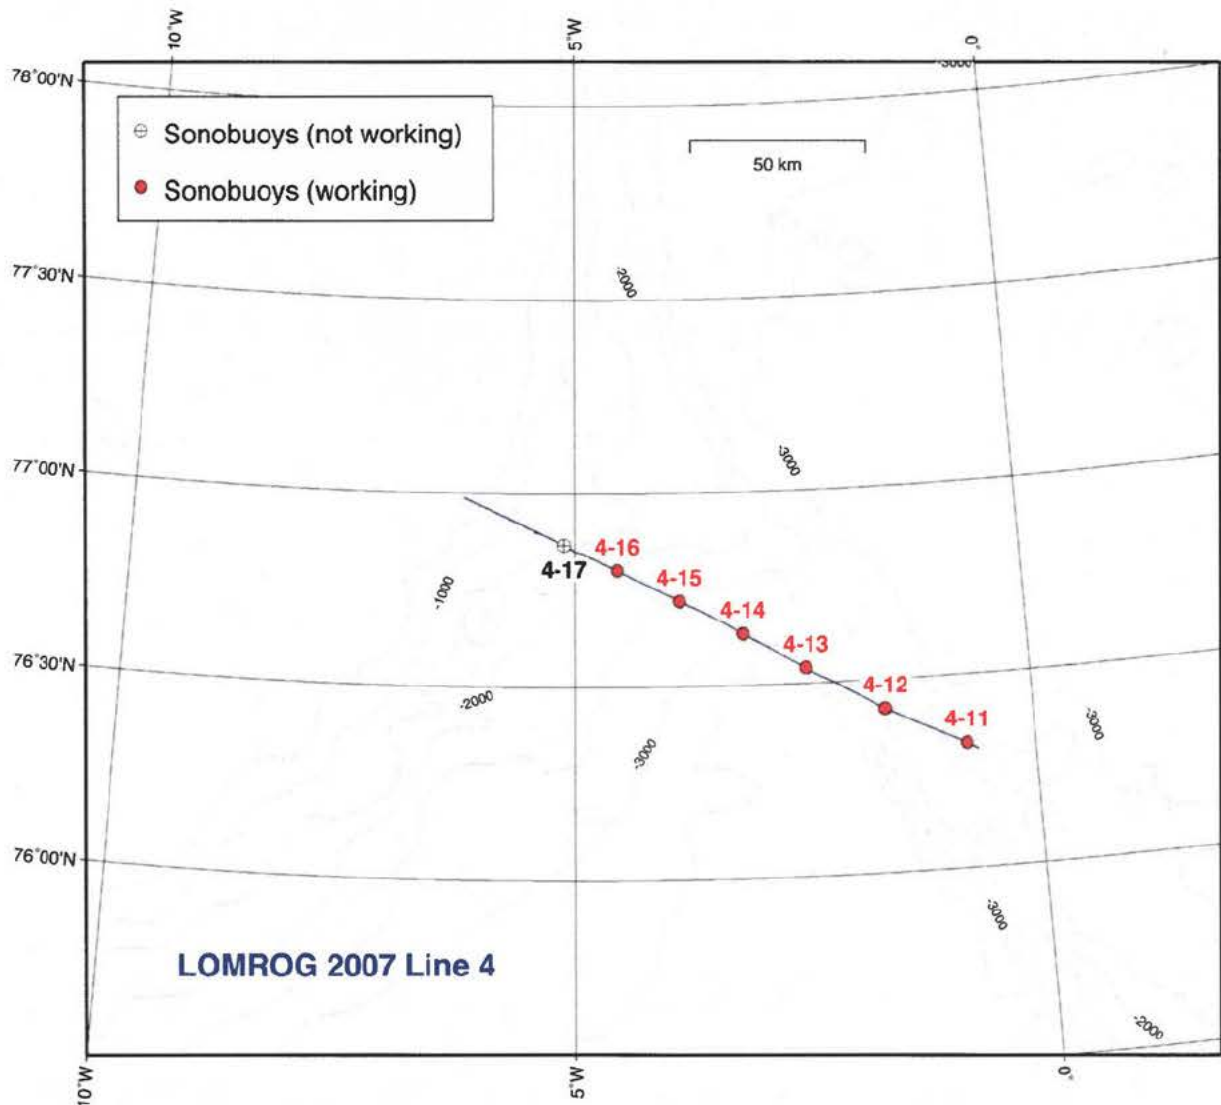 10°W
5°W
0°
78°00'N
-3000
Sonobuoys (not working)
Sonobuoys (working)
50 km
77°30'N
-2000
77°00'N
-3000
4-17
4-16
4-15
4-14
4-13
4-12
4-11
-1000
76°30'N
-2000
-3000
-3000
76°00'N
-3000
LOMROG 2007 Line 4
-2000
10°W
5°W
0°